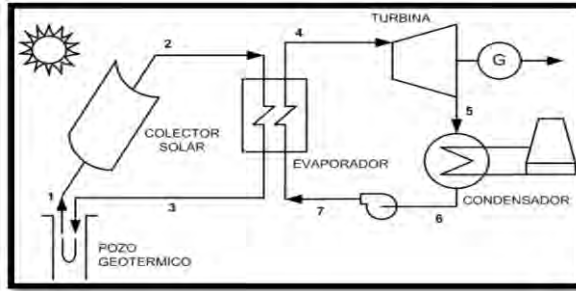 TURBINA
2
4
G
COLECTOR
SOLAR
5
EVAPORADOR
1
3
7
6
CONDENSADOR
POZO
GEOTERMICO